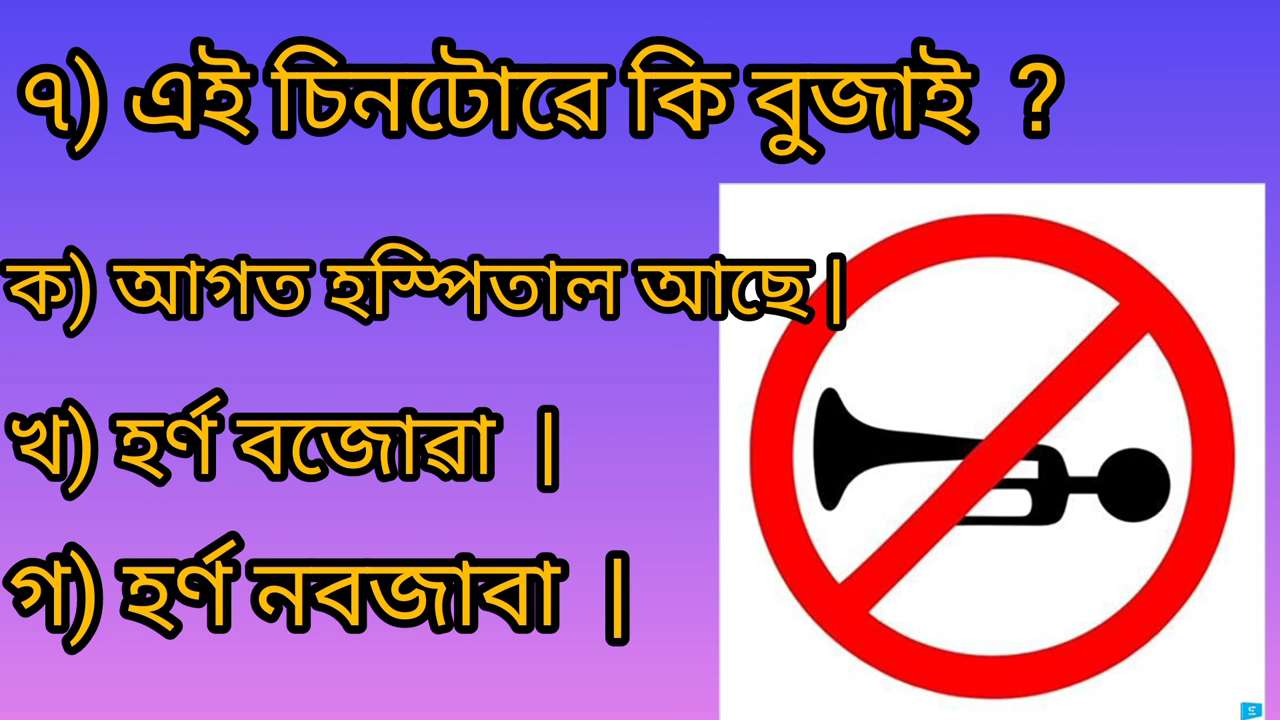 ৭) এই চিনটোৱে কি বুজাই ?
ক) আগত হস্পিতাল আছে |
খ) হৰ্ণ বজোৱা |
গ) হৰ্ণ নবজাবা |